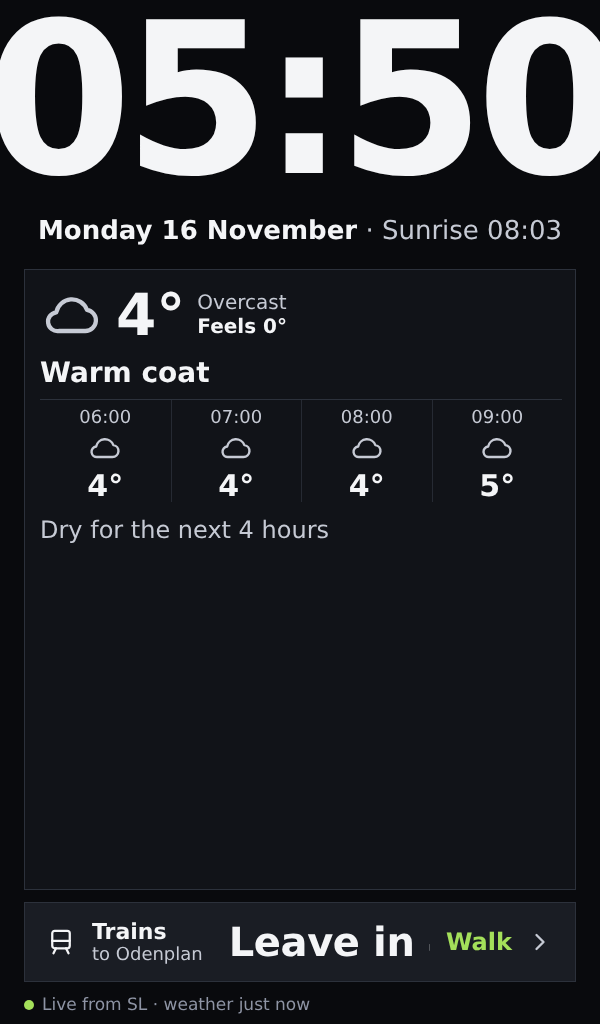 05:50
Monday 16 November · Sunrise 08:03
4° Overcast
Feels 0°
Warm coat
06:00 07:00 08:00 09:00
4° 4° 4° 5°
Dry for the next 4 hours
Trains
to Odenplan
Leave in
Walk
Live from SL · weather just now